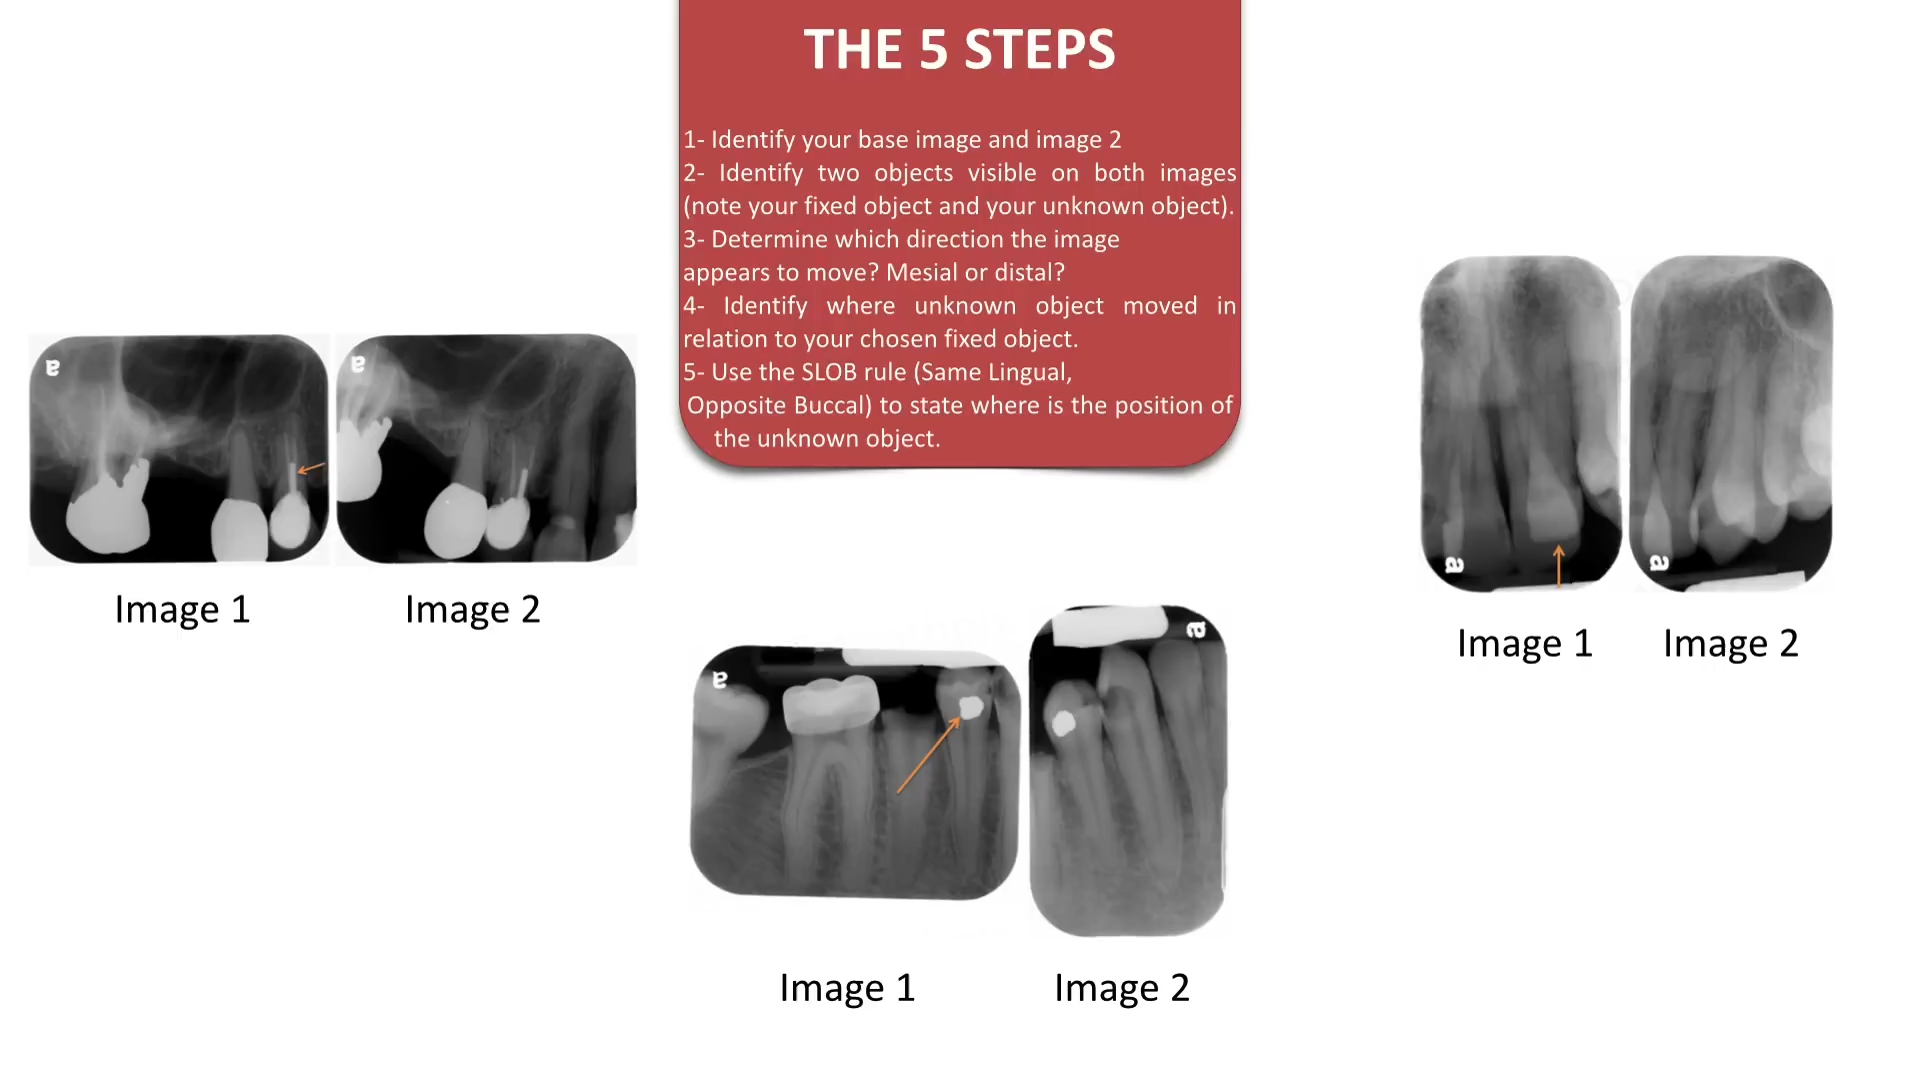 THE 5 STEPS
1- Identify your base image and image 2
2- Identify two objects visible on both images
(note your fixed object and your unknown object).
3- Determine which direction the image
appears to move? Mesial or distal?
4- Identify where unknown object moved in
relation to your chosen fixed object.
5- Use the SLOB rule (Same Lingual,
Opposite Buccal) to state where is the position of
the unknown object.
a
a
Image 1
Image 2
a
a
Image 1
Image 2
a
a
Image 1
Image 2